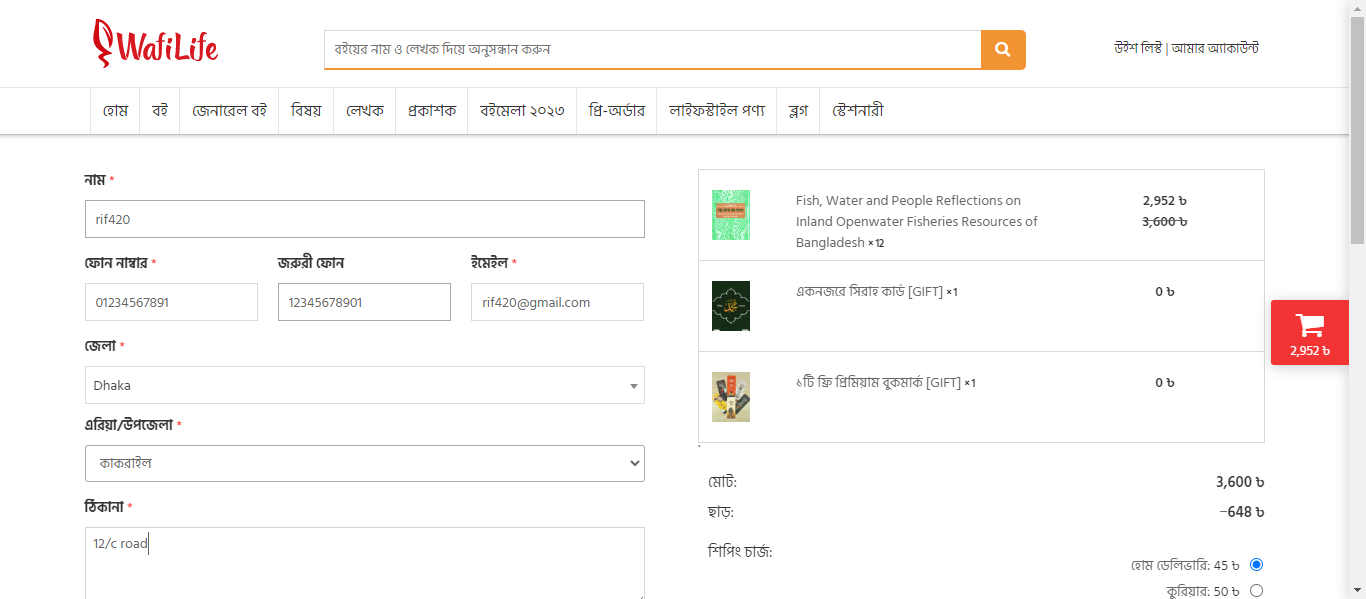 WafiLife
বইয়ের নাম ও লেখক দিয়ে অনুসন্ধান করুন
উইশ লিস্ট | আমার অ্যাকাউন্ট
হোম
বই
জেনারেল বই
বিষয়
লেখক
প্রকাশক
বইমেলা ২০২৩
প্রি-অর্ডার
লাইফস্টাইল পণ্য
ব্লগ
স্টেশনারী
নাম *
rif420
ফোন নাম্বার *
জরুরী ফোন
ইমেইল *
01234567891
12345678901
rif420@gmail.com
জেলা *
Dhaka
এরিয়া/উপজেলা *
কাকরাইল
ঠিকানা *
12/c road
Fish, Water and People Reflections on
Inland Openwater Fisheries Resources of
Bangladesh × 12
2,952 ৳
3,600 ৳
একনজরে সিরাহ কার্ড [GIFT] × 1
0 ৳
১টি ফ্রি প্রিমিয়াম বুকমার্ক [GIFT] × 1
0 ৳
মোট:
3,600 ৳
ছাড়:
-648 ৳
শিপিং চার্জ:
হোম ডেলিভারি: 45 ৳
কুরিয়ার: 50 ৳
2,952 ৳